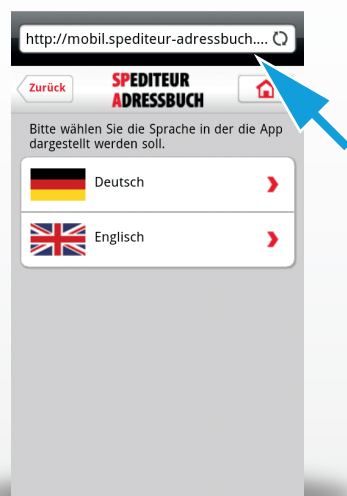 http://mobil.spediteur-adressbuch....
Zurück
SPEDITEUR
ADRESSBUCH
Bitte wählen Sie die Sprache in der die App
dargestellt werden soll.
Deutsch
Englisch